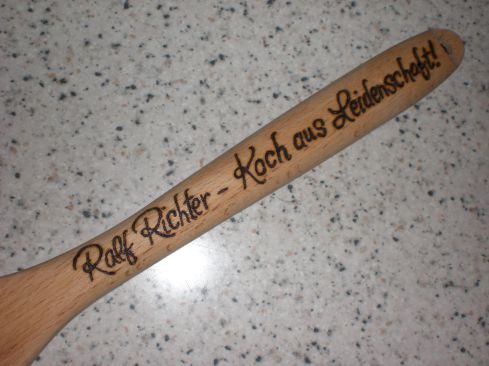 Ralf Richter - Koch aus Leidenschaft!